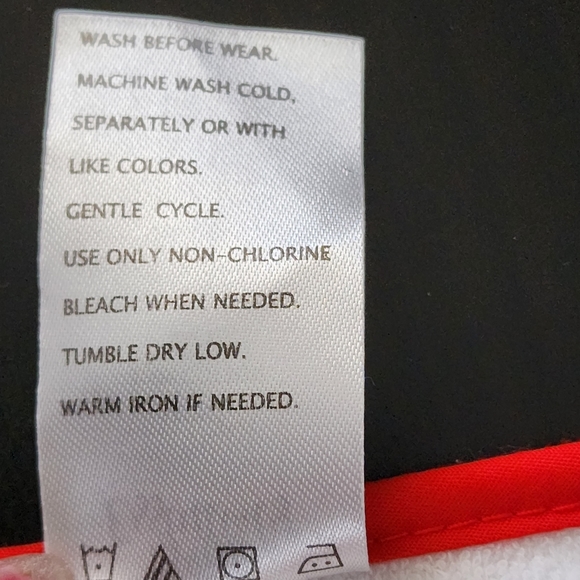 WASH BEFORE WEAR.
MACHINE WASH COLD,
SEPARATELY OR WITH
LIKE COLORS.
GENTLE CYCLE.
USE ONLY NON-CHLORINE
BLEACH WHEN NEEDED.
TUMBLE DRY LOW.
WARM IRON IF NEEDED.